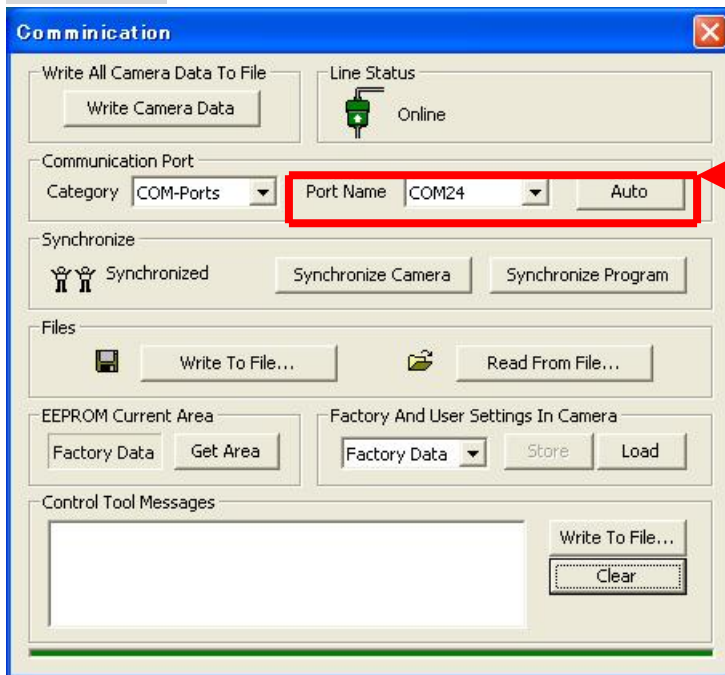 Comminication
Write All Camera Data To File
Write Camera Data
Line Status
Online
Communication Port
Category COM-Ports Port Name COM24 Auto
Synchronize
Synchronized Synchronize Camera Synchronize Program
Files
Write To File... Read From File...
EEPROM Current Area
Factory Data Get Area
Factory And User Settings In Camera
Factory Data Store Load
Control Tool Messages
Write To File...
Clear